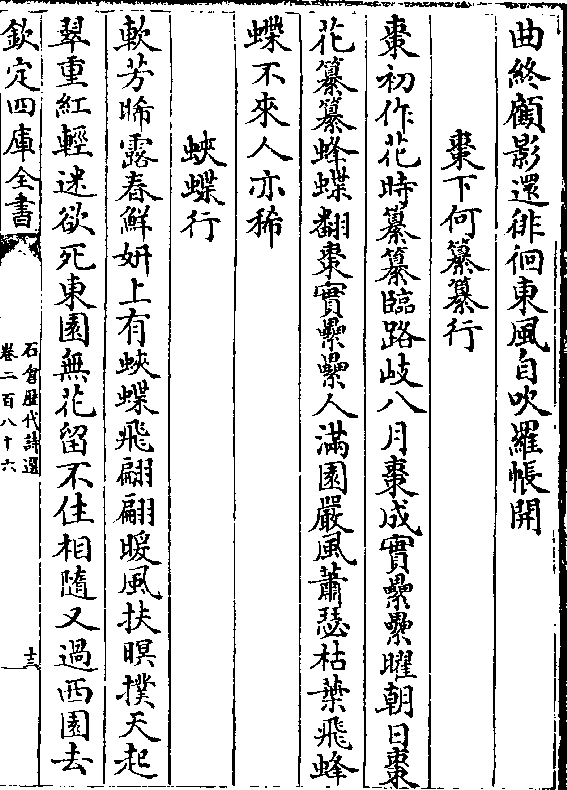 曲終顧影還徘徊東風自吹羅帳開
棗下何纂纂行
棗初作花時纂纂臨路歧八月棗成實纍纍曜朝日棗
花纂纂蜂蝶翻棗實纍纍人滿園嚴風蕭瑟枯葉飛蜂
蝶不來人亦稀
蛺蝶行
軟芳晞露春鮮妍上有蛺蝶飛翩翩暖風扶暝撲天起
翠重紅輕迷欲死東園無花留不住相隨又過西園去
欽定四庫全書
石倉歷代詩選
卷二百八十六
十三